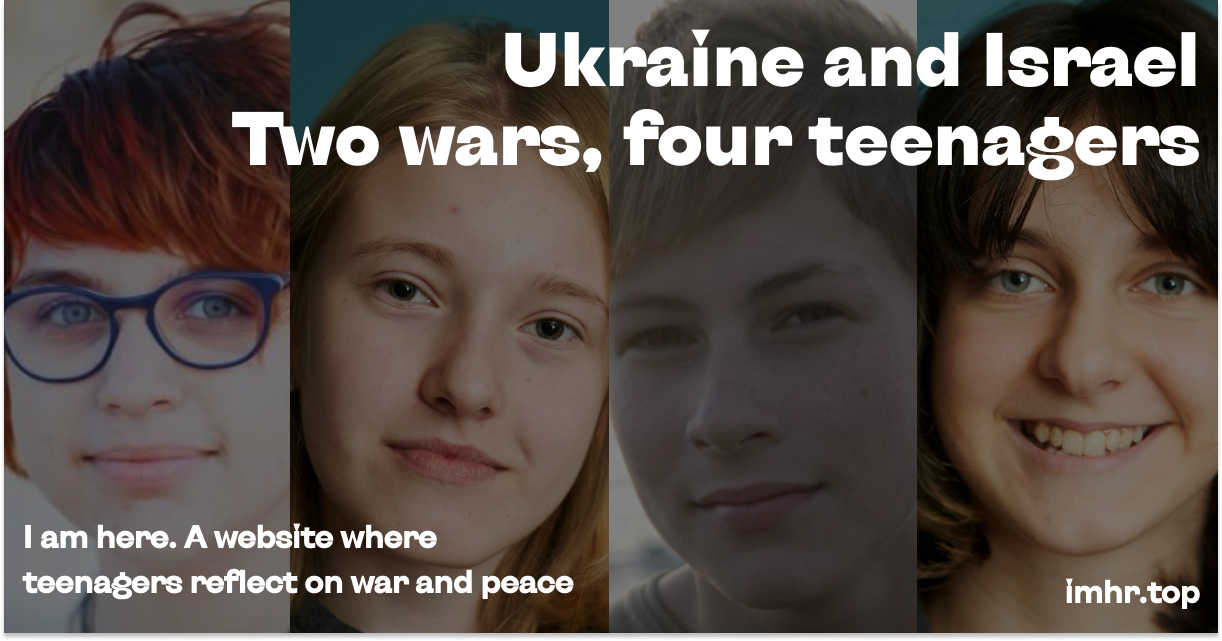 Ukraine and Israel
Two wars, four teenagers
I am here. A website where
teenagers reflect on war and peace
imhr.top